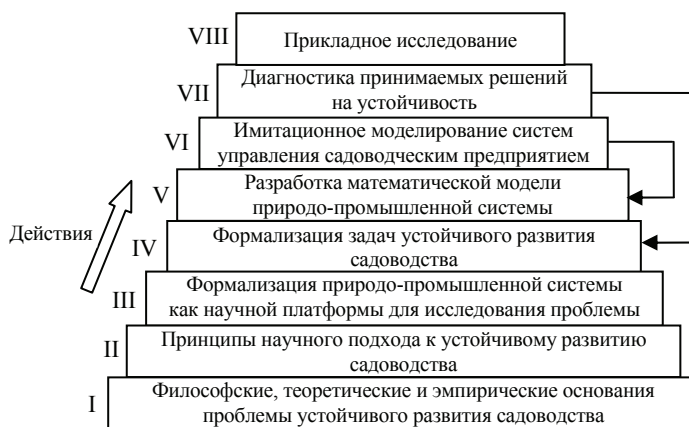 VIII
Прикладное исследование
VII
Диагностика принимаемых решений
на устойчивость
VI
Имитационное моделирование систем
управления садоводческим предприятием
V
Разработка математической модели
природо-промышленной системы
Действия
IV
Формализация задач устойчивого развития
садоводства
III
Формализация природо-промышленной системы
как научной платформы для исследования проблемы
II
Принципы научного подхода к устойчивому развитию
садоводства
I
Философские, теоретические и эмпирические основания
проблемы устойчивого развития садоводства